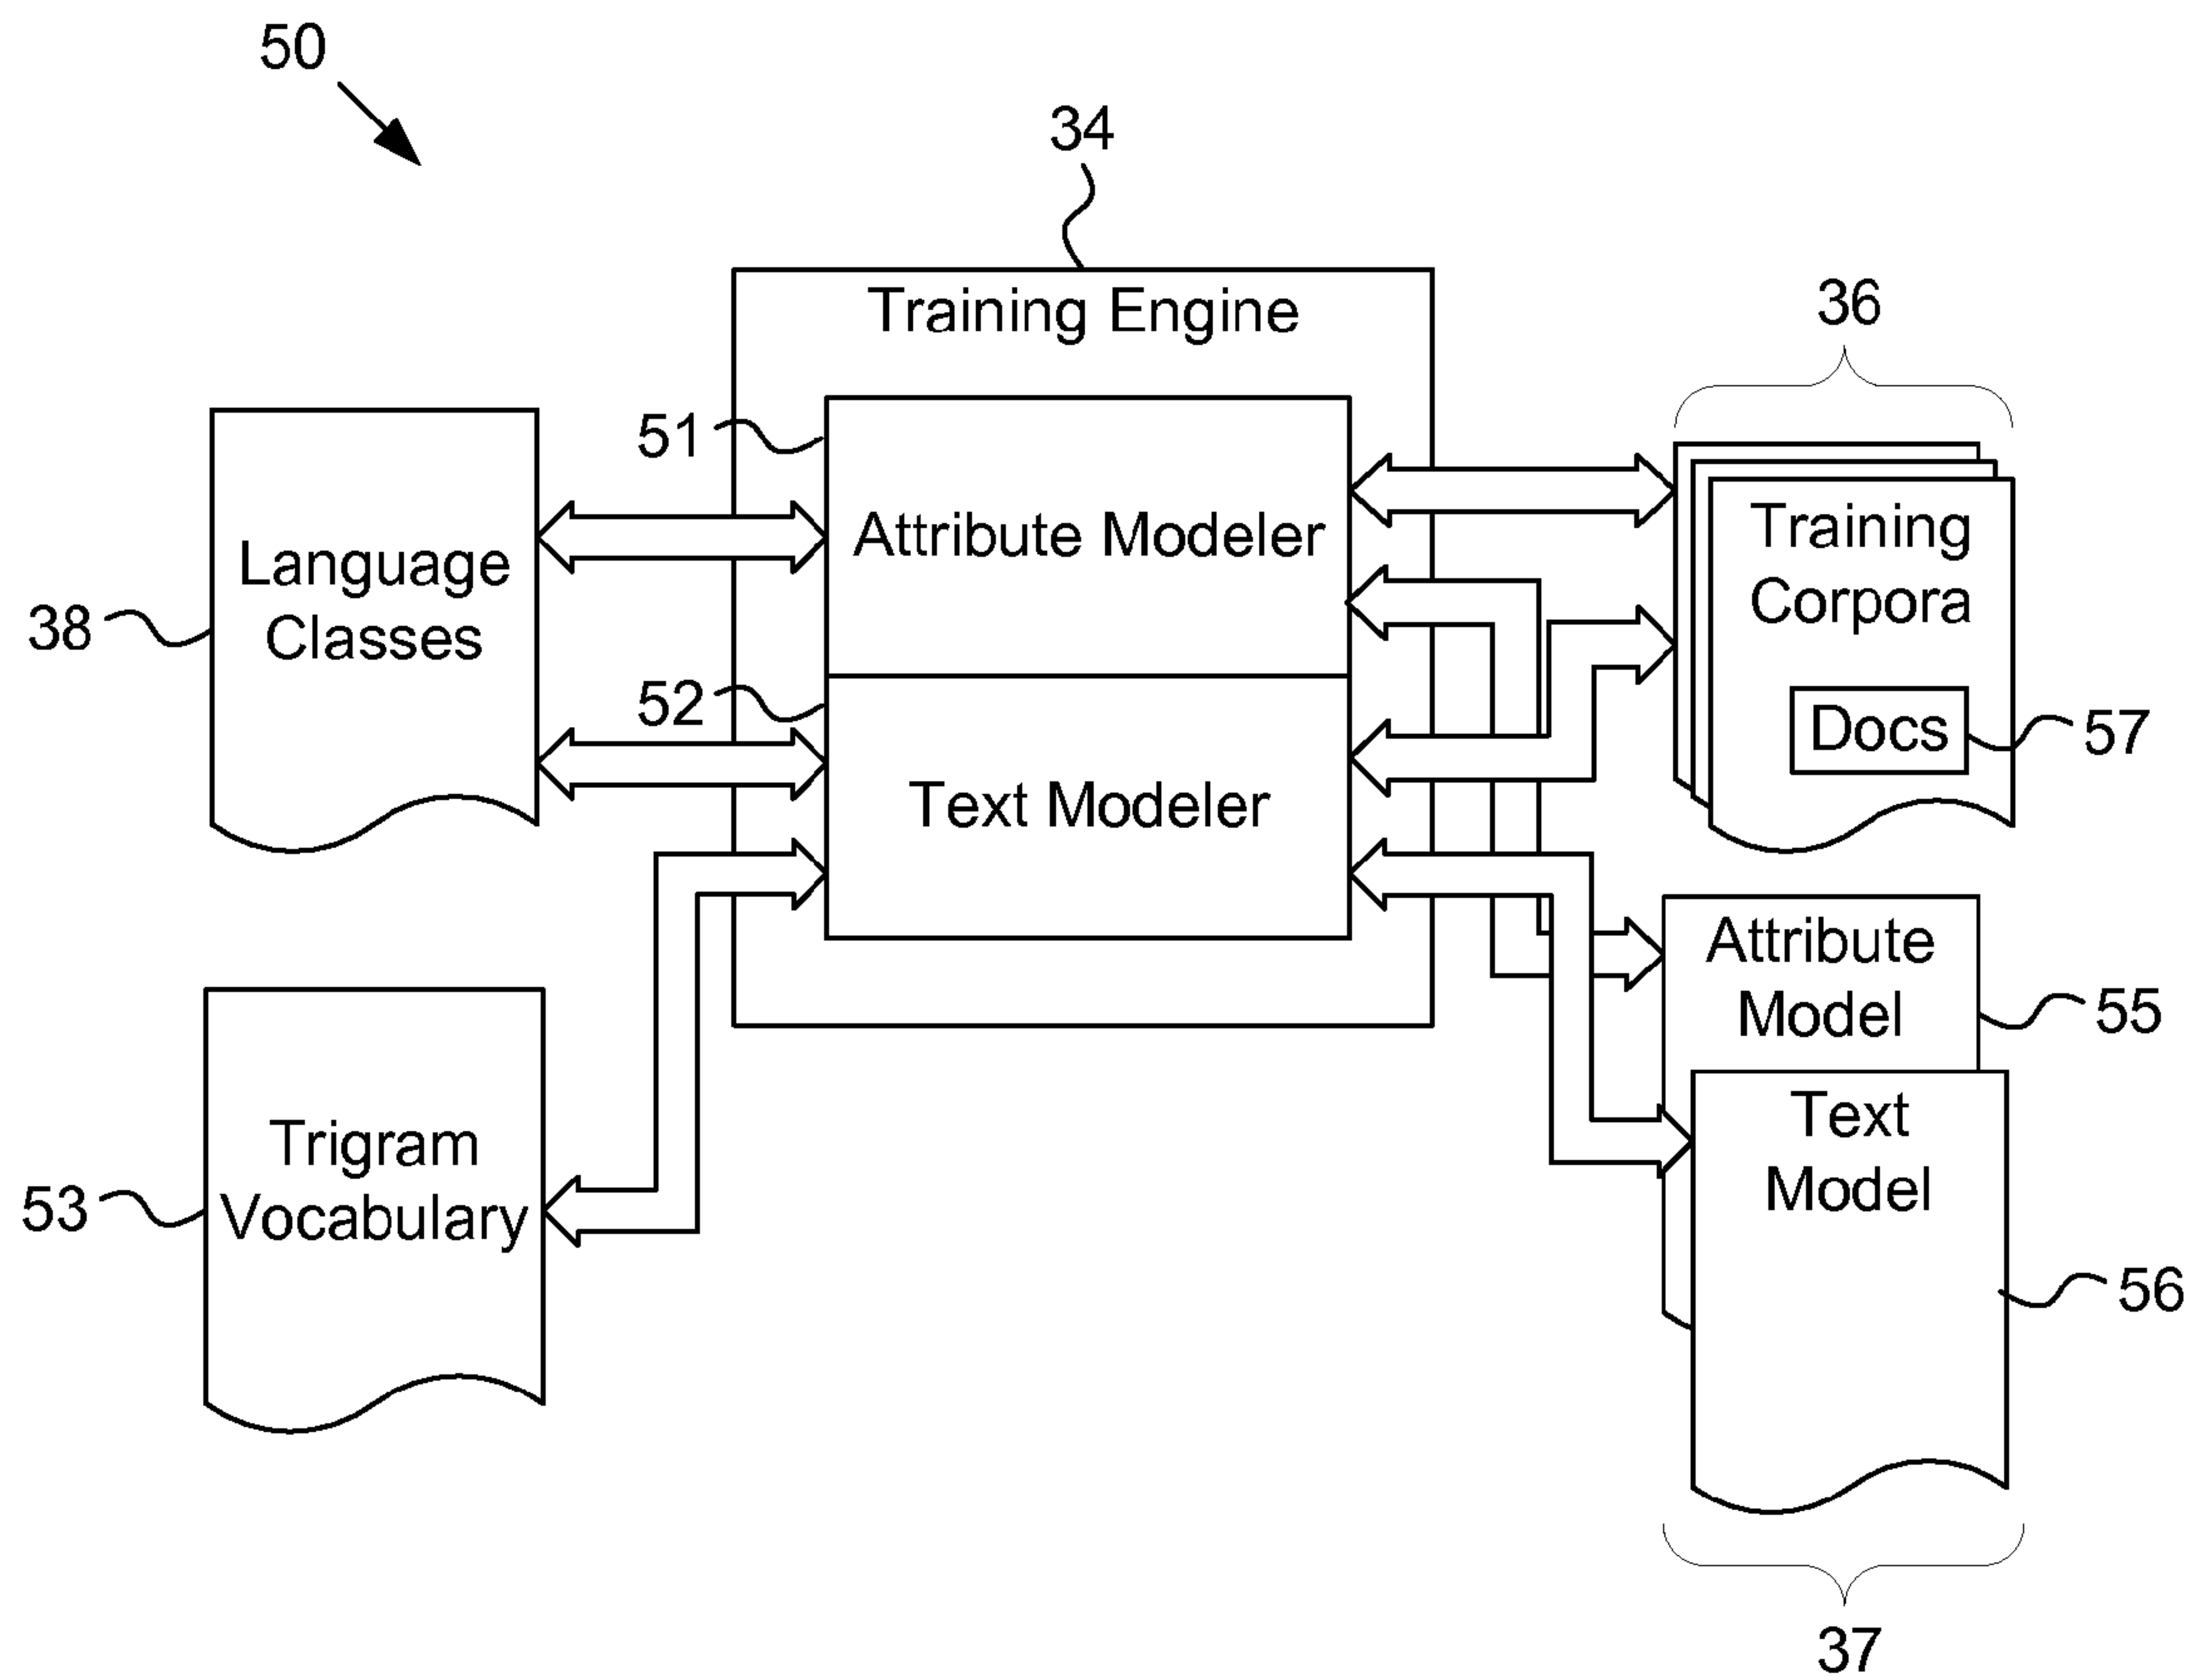 50
34
Training Engine
36
51
Attribute Modeler
Training
Corpora
Docs
57
Language
Classes
38
52
Text Modeler
Attribute
Model
55
Trigram
Vocabulary
53
Text
Model
56
37